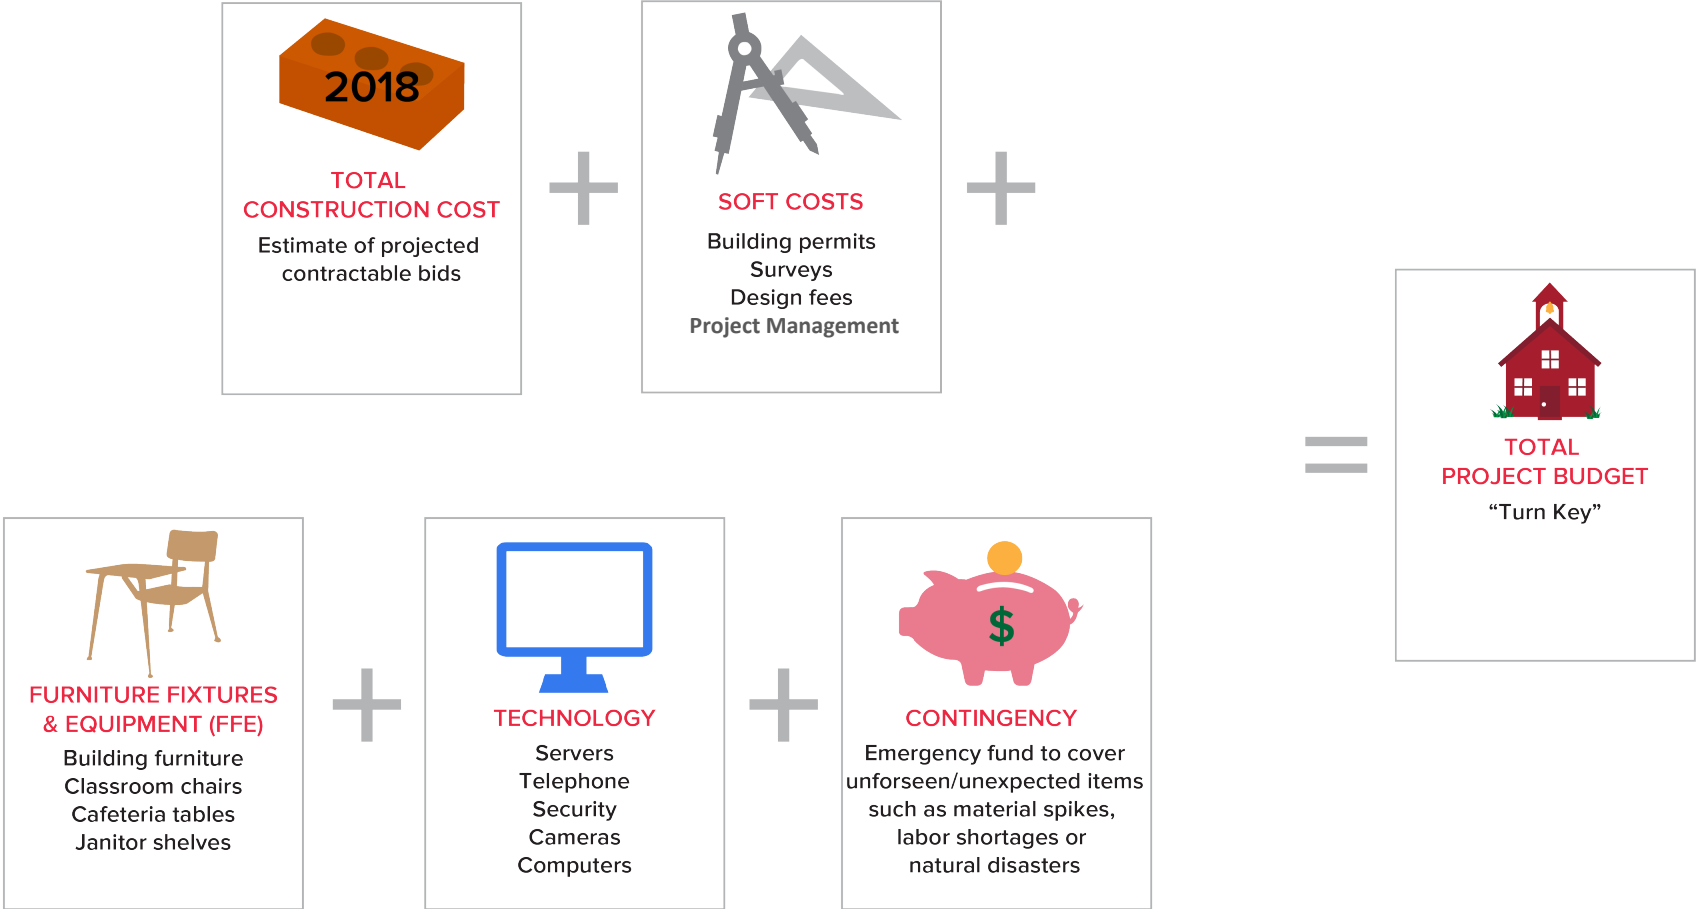 2018
TOTAL
CONSTRUCTION COST
Estimate of projected
contractable bids
SOFT COSTS
Building permits
Surveys
Design fees
Project Management
TOTAL
PROJECT BUDGET
“Turn Key”
FURNITURE FIXTURES
& EQUIPMENT (FFE)
Building furniture
Classroom chairs
Cafeteria tables
Janitor shelves
TECHNOLOGY
Servers
Telephone
Security
Cameras
Computers
$
CONTINGENCY
Emergency fund to cover
unforseen/unexpected items
such as material spikes,
labor shortages or
natural disasters